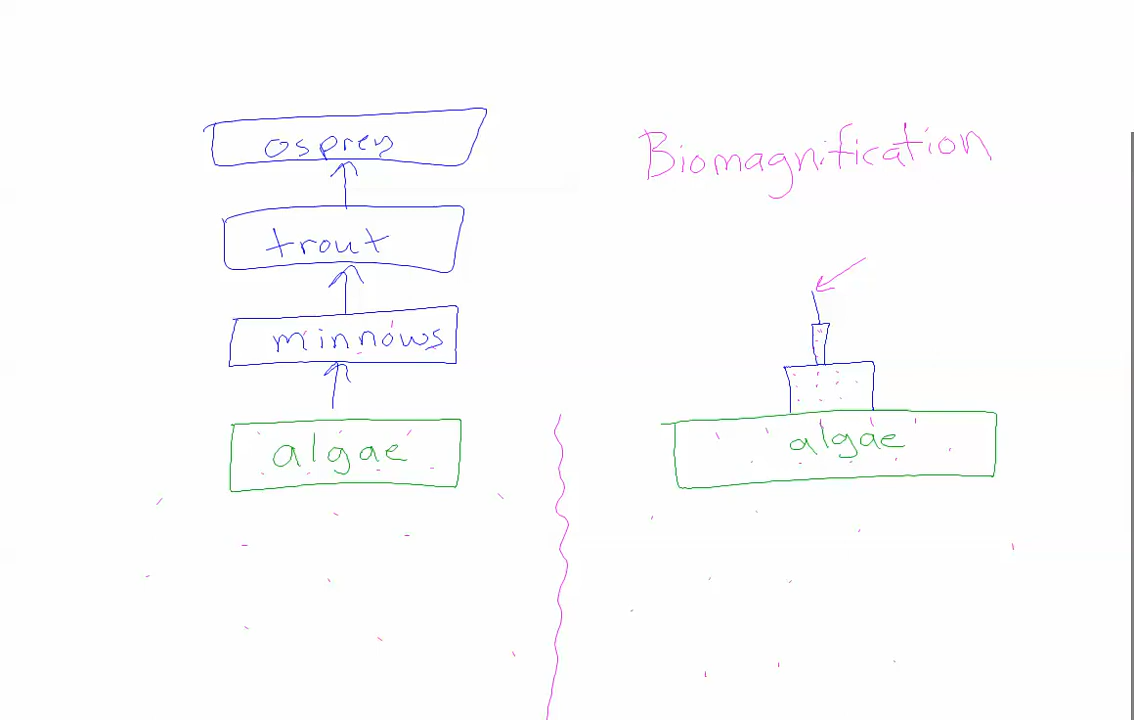 osprey
trout
minnows
algae
Biomagnification
algae